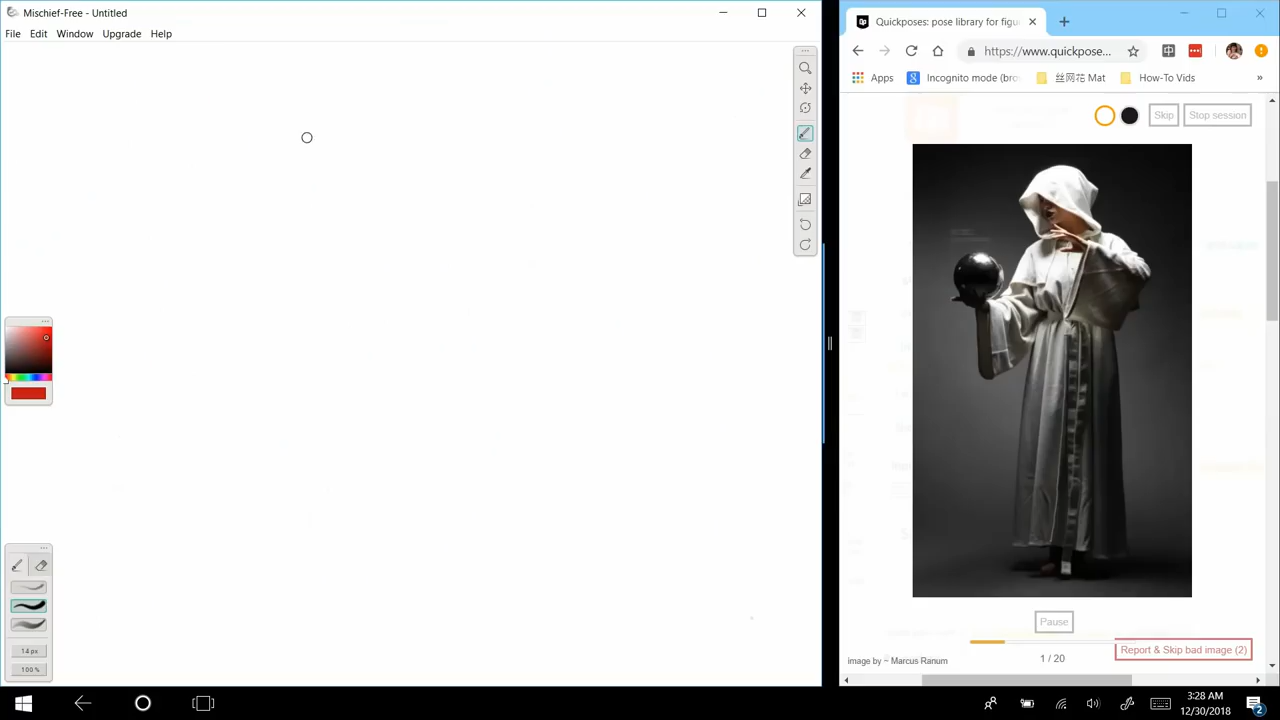 Mischief-Free - Untitled
File Edit Window Upgrade Help
14 px
100 %
Quickposes: pose library for figu
https://www.quickpose...
Apps Incognito mode (bro 丝网花 Mat How-To Vids »
Skip Stop session
Pause
Report & Skip bad image (2)
image by ~ Marcus Ranum
1 / 20
3:28 AM
12/30/2018
2